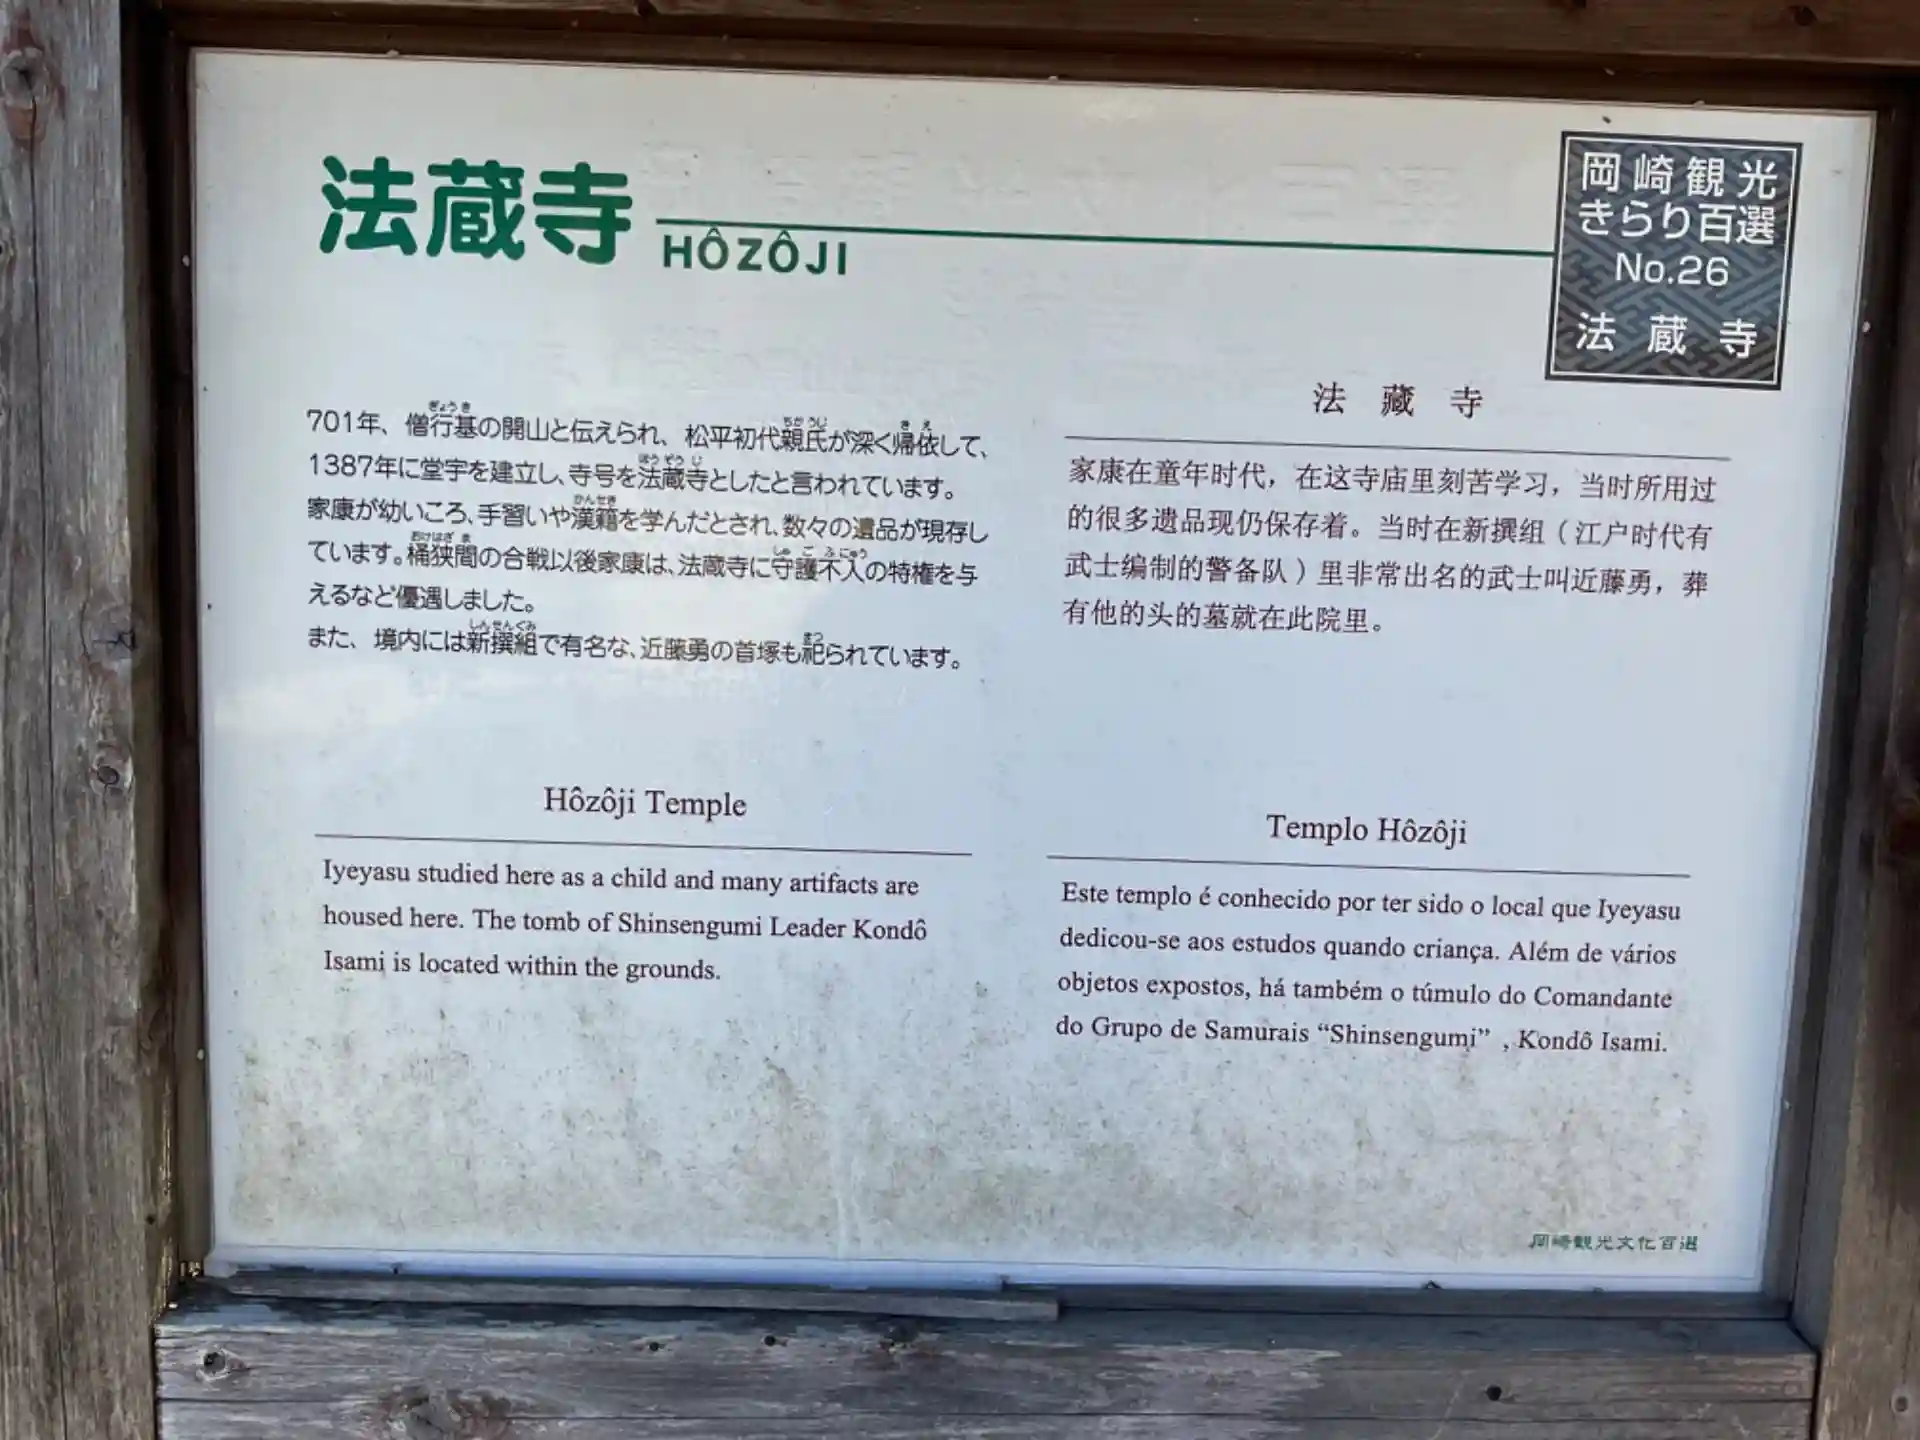 法蔵寺
HÔZÔJI
岡崎観光
きらり百選
No.26
法蔵寺
701年、僧行基の開山と伝えられ、松平初代親氏が深く帰依して、
1387年に堂宇を建立し、寺号を法蔵寺としたと言われています。
家康が幼いころ、手習いや漢籍を学んだとされ、数々の遺品が現存し
ています。桶狭間の合戦以後家康は、法蔵寺に守護不入の特権を与
えるなど優遇しました。
また、境内には新撰組で有名な、近藤勇の首塚も祀られています。
法藏寺
家康在童年时代，在这寺庙里刻苦学习，当时所用过
的很多遗品现仍保存着。当时在新撰组（江户时代有
武士编制的警备队）里非常出名的武士叫近藤勇，葬
有他的头的墓就在此院里。
Hôzôji Temple
Iyeyasu studied here as a child and many artifacts are
housed here. The tomb of Shinsengumi Leader Kondô
Isami is located within the grounds.
Templo Hôzôji
Este templo é conhecido por ter sido o local que Iyeyasu
dedicou-se aos estudos quando criança. Além de vários
objetos expostos, há também o túmulo do Comandante
do Grupo de Samurais “Shinsengumi” , Kondô Isami.
岡崎観光文化百選